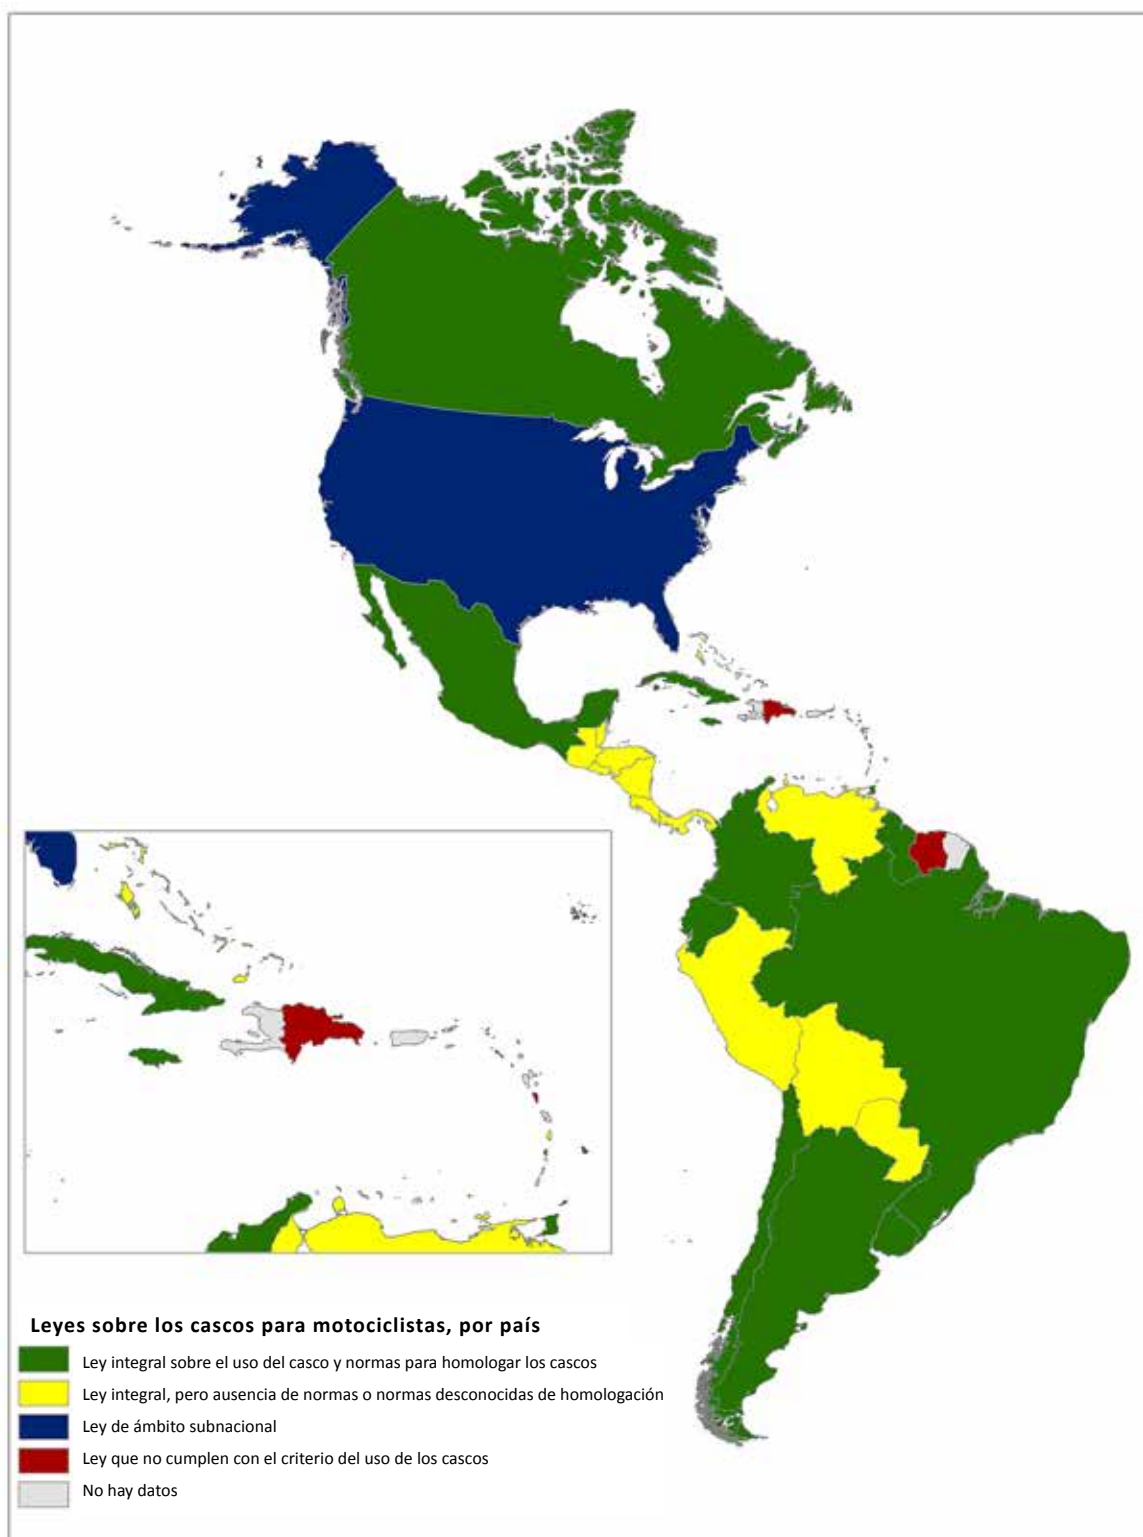 Leyes sobre los cascos para motociclistas, por país
Ley integral sobre el uso del casco y normas para homologar los cascos
Ley integral, pero ausencia de normas o normas desconocidas de homologación
Ley de ámbito subnacional
Ley que no cumplen con el criterio del uso de los cascos
No hay datos